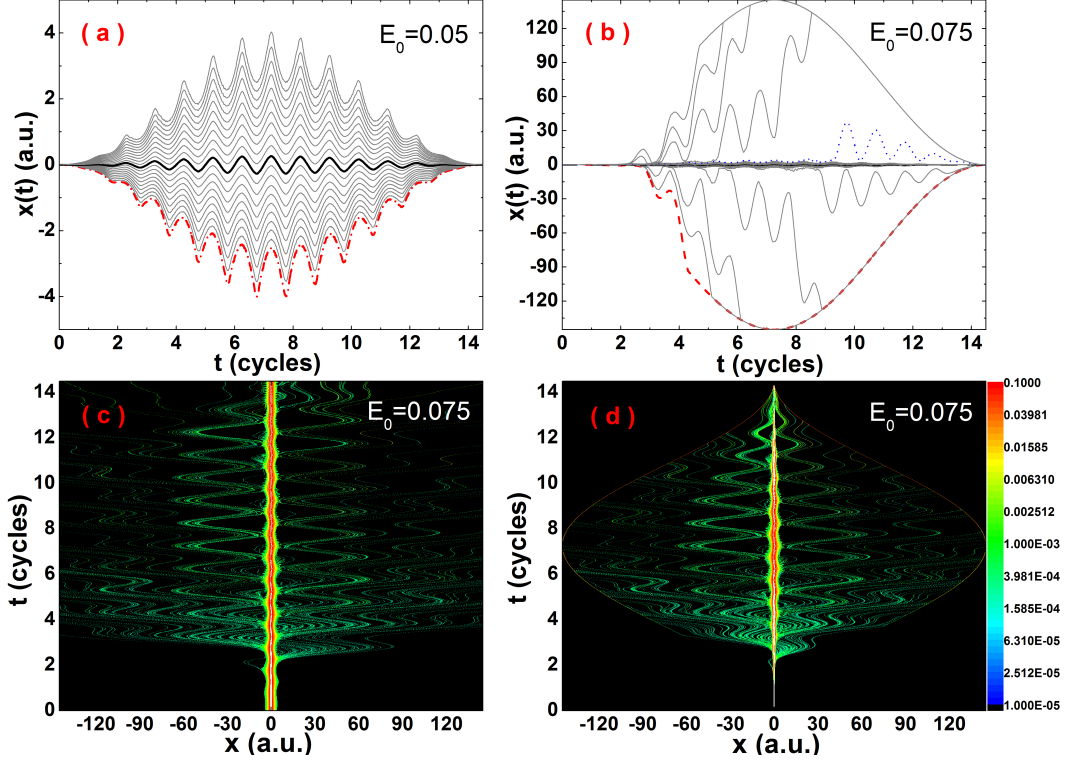 ( a )
E0=0.05
4
2
0
-2
-4
x(t) (a.u.)
0 2 4 6 8 10 12 14
t (cycles)
( b )
E0=0.075
120
90
60
30
0
-30
-60
-90
-120
x(t) (a.u.)
0 2 4 6 8 10 12 14
t (cycles)
( c )
E0=0.075
14
12
10
8
6
4
2
0
t (cycles)
-120 -90 -60 -30 0 30 60 90 120
x (a.u.)
( d )
E0=0.075
14
12
10
8
6
4
2
0
t (cycles)
-120 -90 -60 -30 0 30 60 90 120
x (a.u.)
0.1000
0.03981
0.01585
0.006310
0.002512
1.000E-03
3.981E-04
1.585E-04
6.310E-05
2.512E-05
1.000E-05